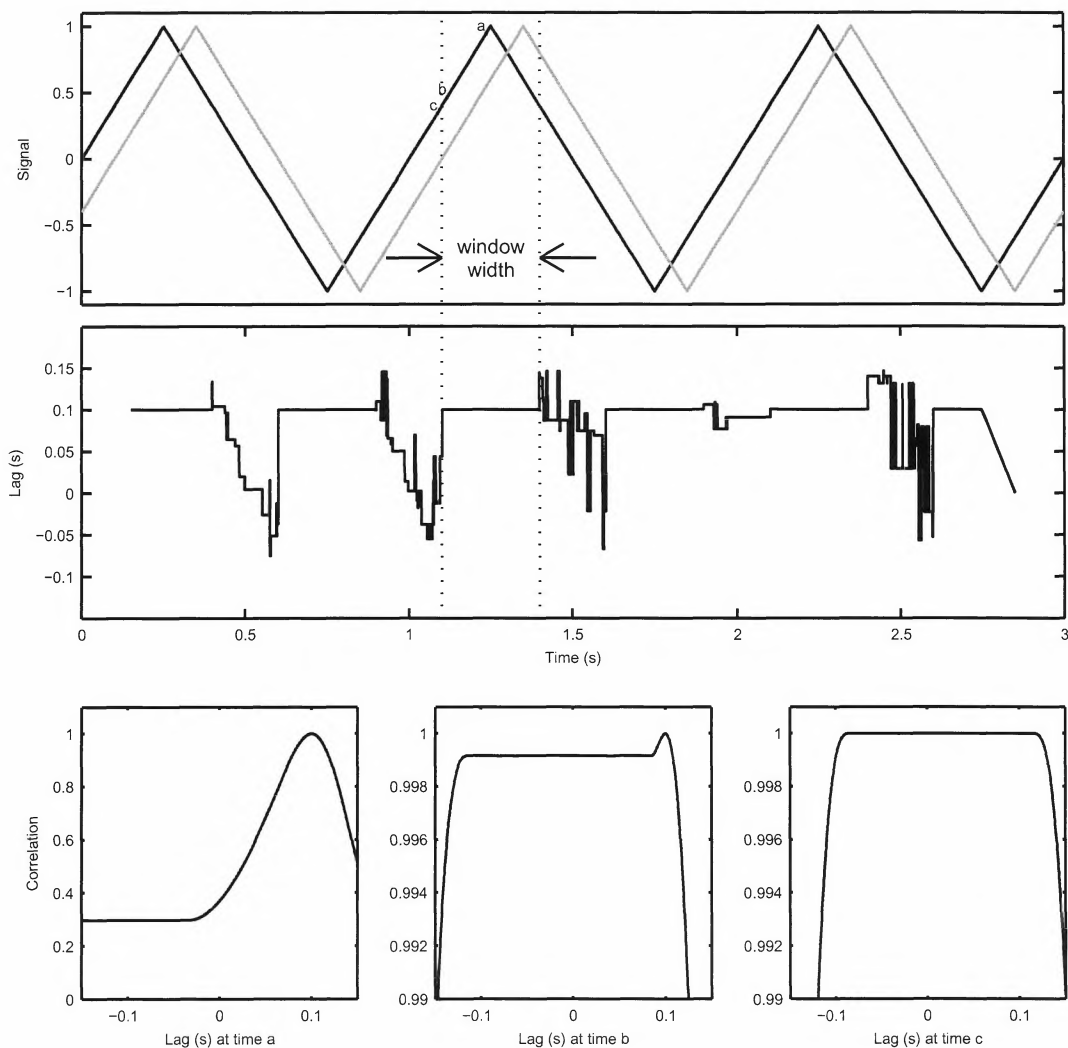 1
0.5
0
−0.5
−1
Signal
a
b
c
window
width
0.15
0.1
0.05
0
−0.05
−0.1
Lag (s)
0 0.5 1 1.5 2 2.5 3
Time (s)
1
0.8
0.6
0.4
0.2
0
Correlation
−0.1 0 0.1
Lag (s) at time a
1
0.998
0.996
0.994
0.992
0.99
−0.1 0 0.1
Lag (s) at time b
1
0.998
0.996
0.994
0.992
0.99
−0.1 0 0.1
Lag (s) at time c